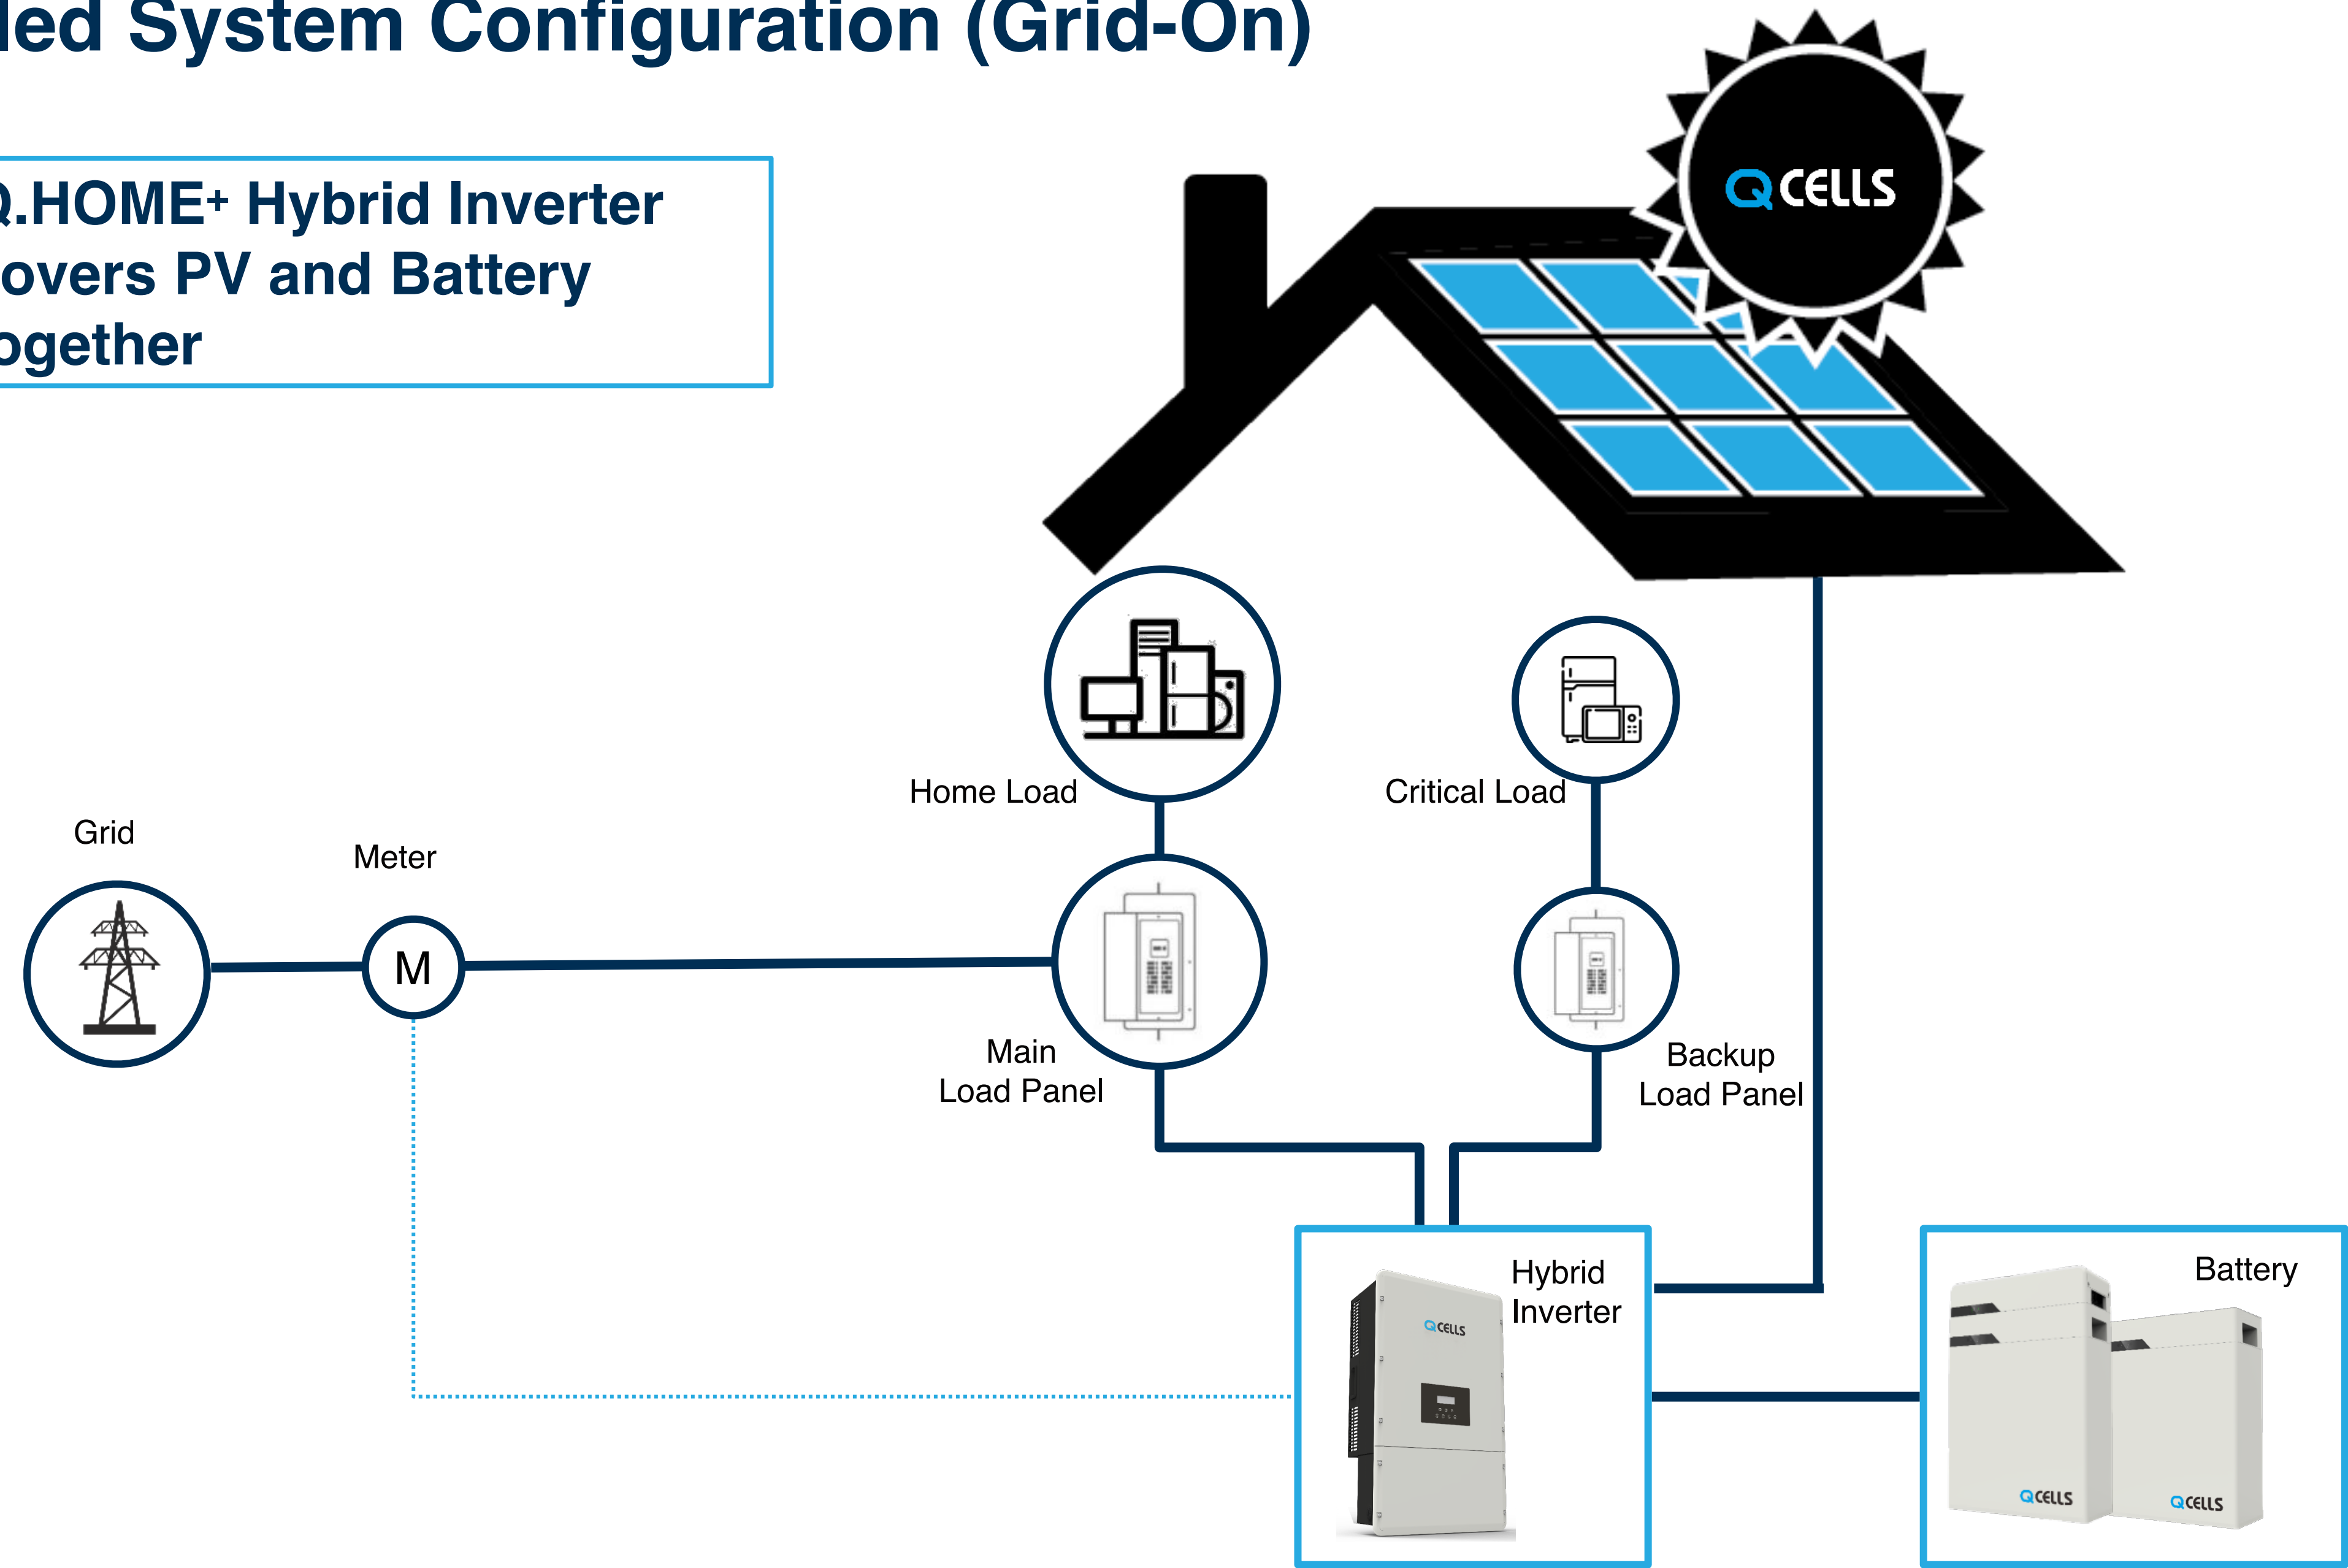 led System Configuration (Grid-On)
Q.HOME+ Hybrid Inverter
overs PV and Battery
ogether
Q CELLS
Home Load
Critical Load
Grid
Meter
M
Main
Load Panel
Backup
Load Panel
Hybrid
Inverter
Q CELLS
Battery
Q CELLS
Q CELLS